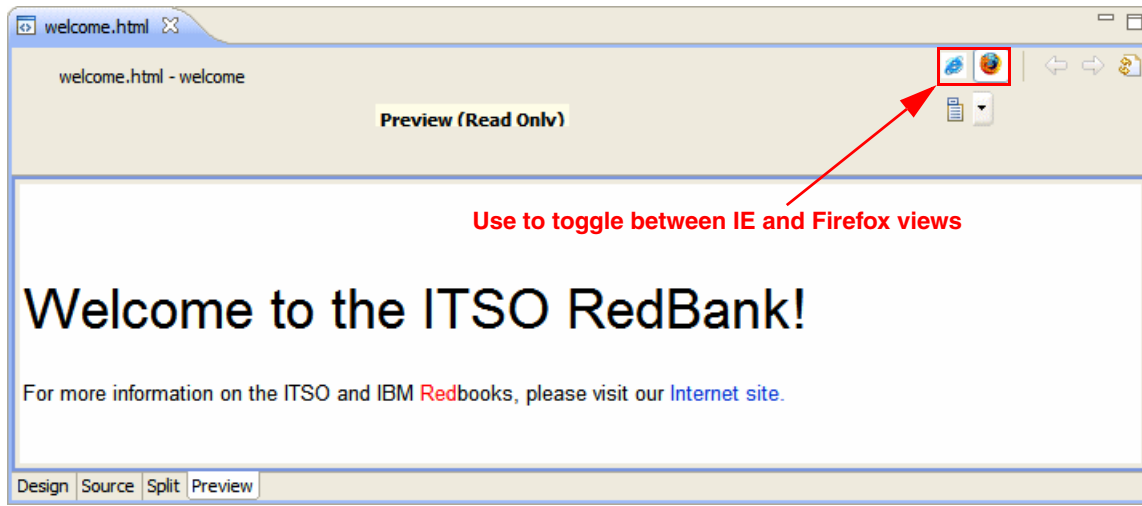 welcome.html
welcome.html - welcome
Preview (Read Only)
Use to toggle between IE and Firefox views
Welcome to the ITSO RedBank!
For more information on the ITSO and IBM Redbooks, please visit our Internet site.
Design Source Split Preview